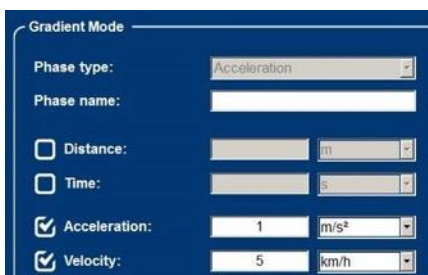 Gradient Mode
Phase type: Acceleration
Phase name:
Distance: m
Time: s
Acceleration: 1 m/s²
Velocity: 5 km/h